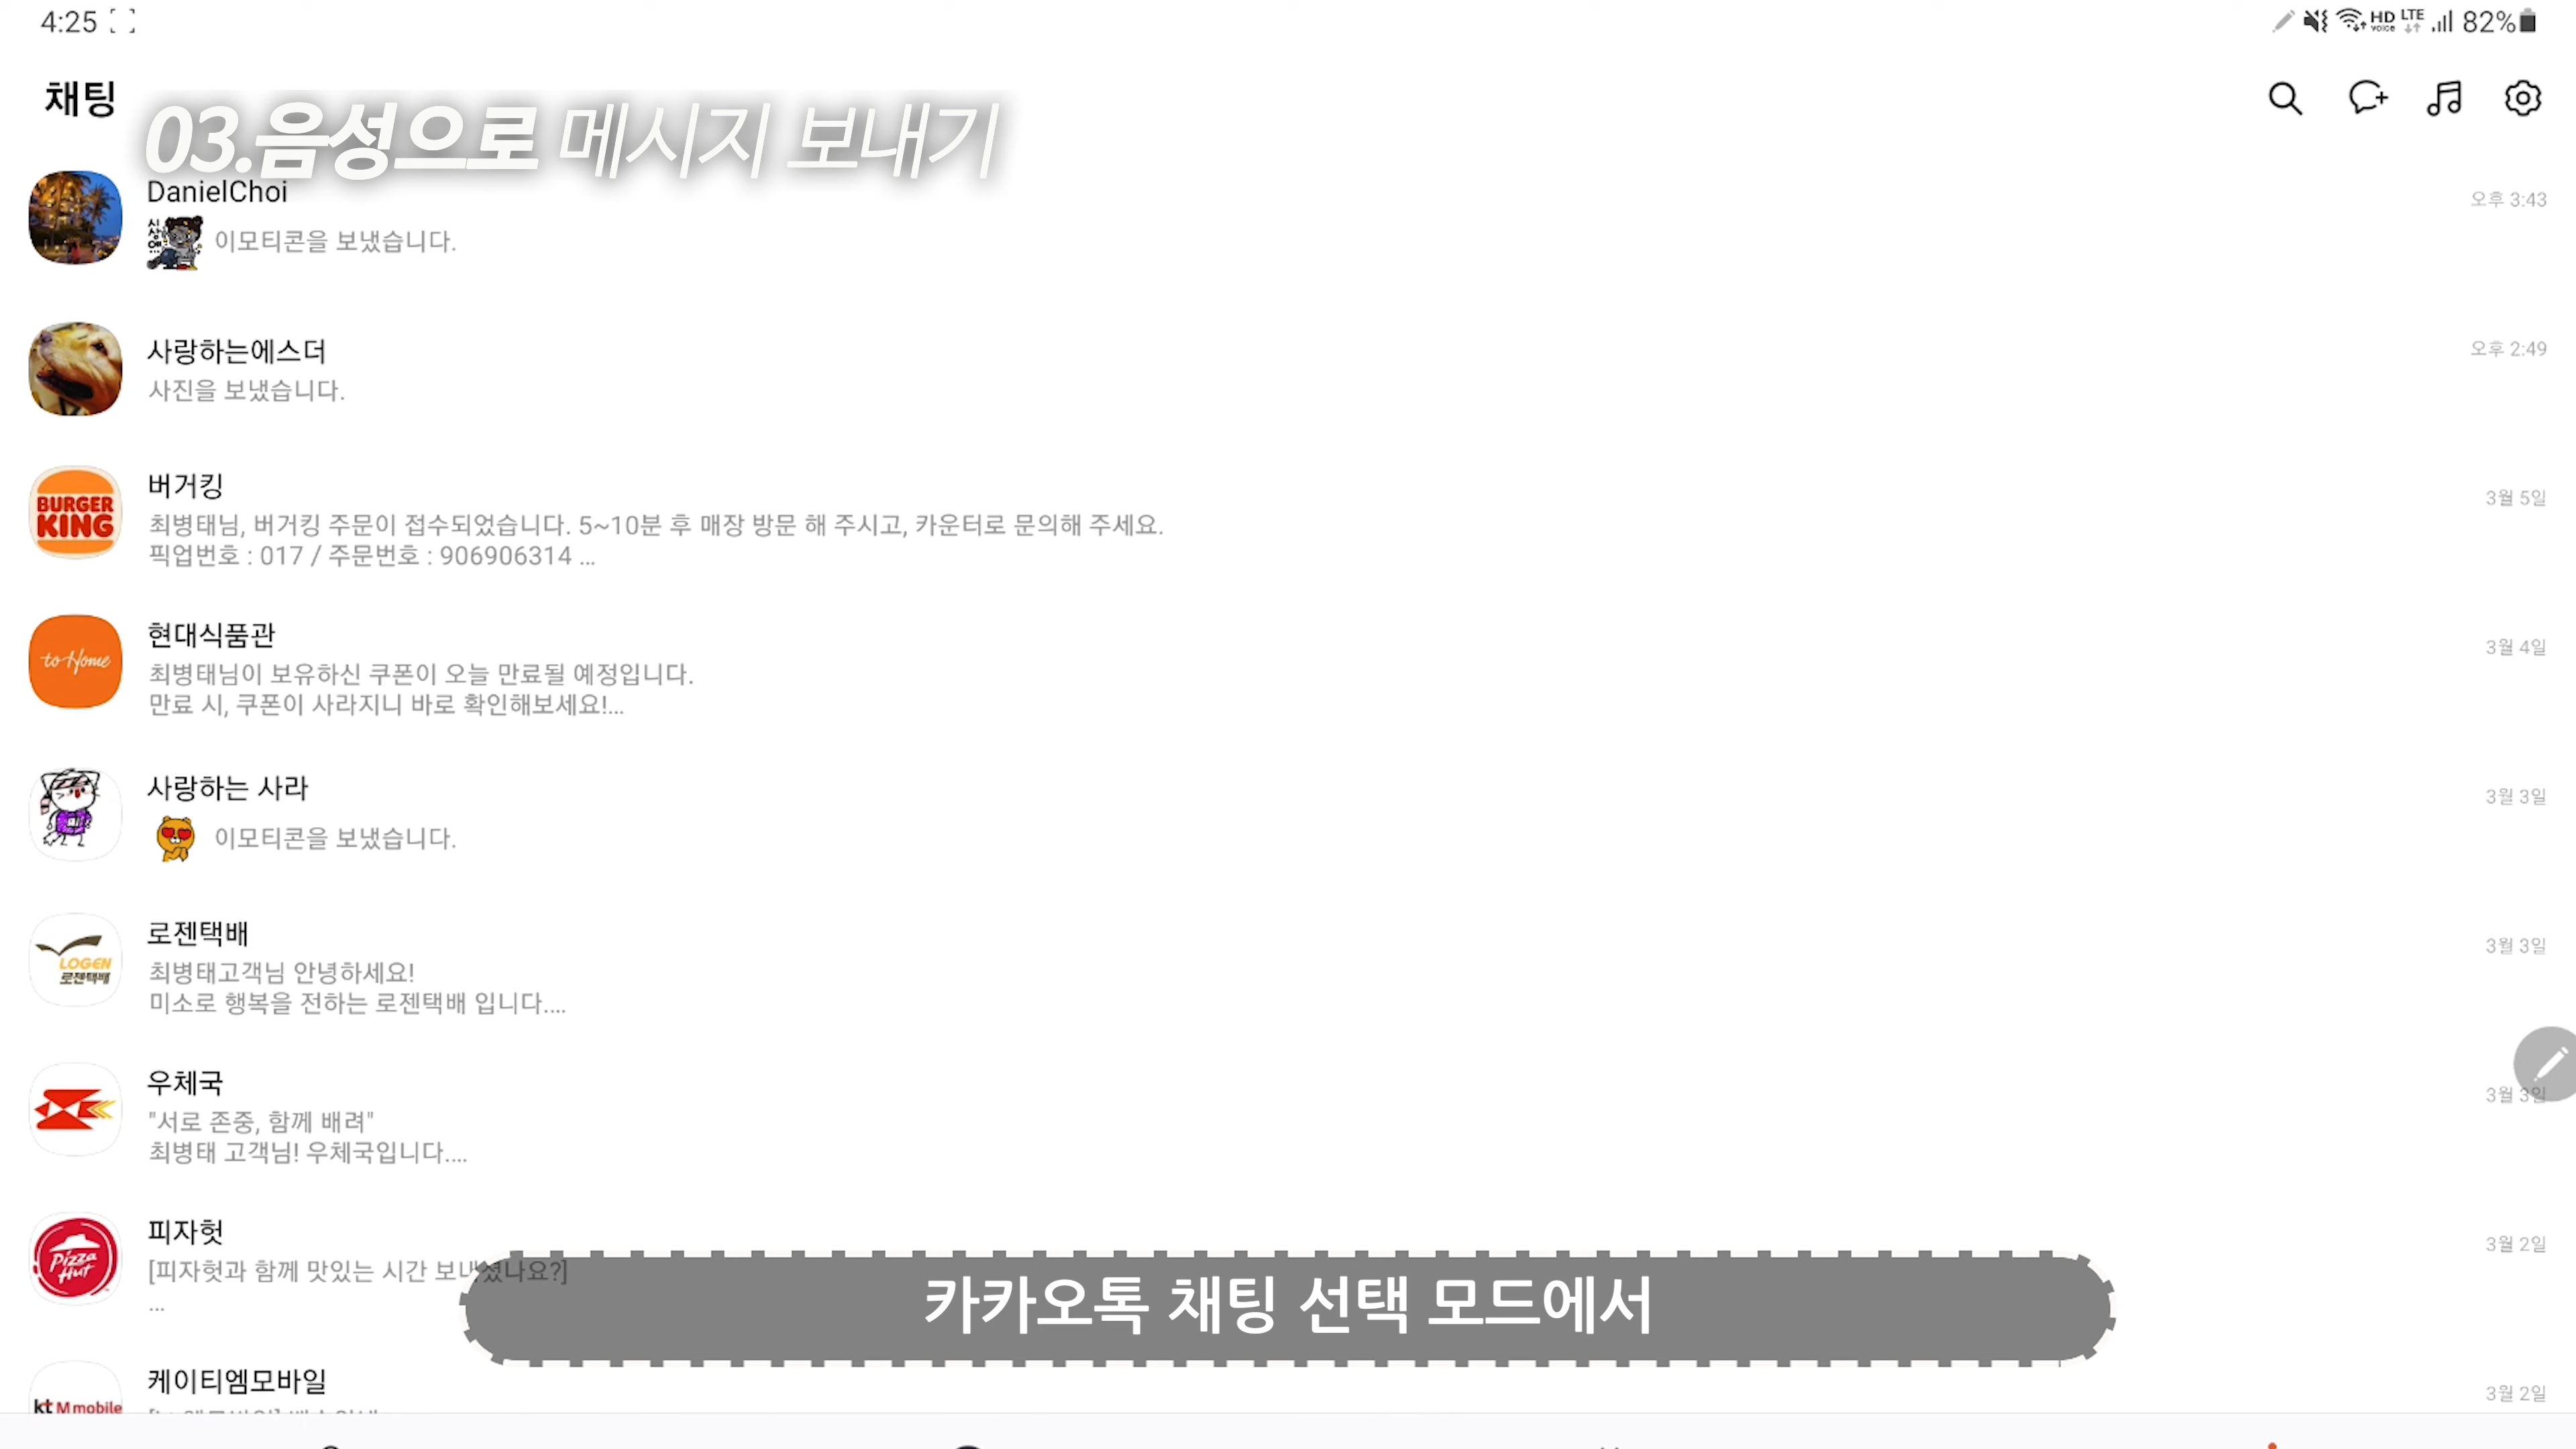 4:25
HD voice LTE 82%
채팅
03.음성으로 메시지 보내기
DanielChoi
오후 3:43
이모티콘을 보냈습니다.
사랑하는에스더
오후 2:49
사진을 보냈습니다.
BURGER
KING
버거킹
3월 5일
최병태님, 버거킹 주문이 접수되었습니다. 5~10분 후 매장 방문 해 주시고, 카운터로 문의해 주세요.
픽업번호 : 017 / 주문번호 : 906906314 ...
to Home
현대식품관
3월 4일
최병태님이 보유하신 쿠폰이 오늘 만료될 예정입니다.
만료 시, 쿠폰이 사라지니 바로 확인해보세요!...
사랑하는 사라
3월 3일
이모티콘을 보냈습니다.
LOGEN
로젠택배
로젠택배
3월 3일
최병태고객님 안녕하세요!
미소로 행복을 전하는 로젠택배 입니다....
우체국
3월 3일
"서로 존중, 함께 배려"
최병태 고객님! 우체국입니다....
Pizza
Hut
피자헛
3월 2일
[피자헛과 함께 맛있는 시간 보내셨나요?]
...
카카오톡 채팅 선택 모드에서
kt M mobile
케이티엠모바일
3월 2일